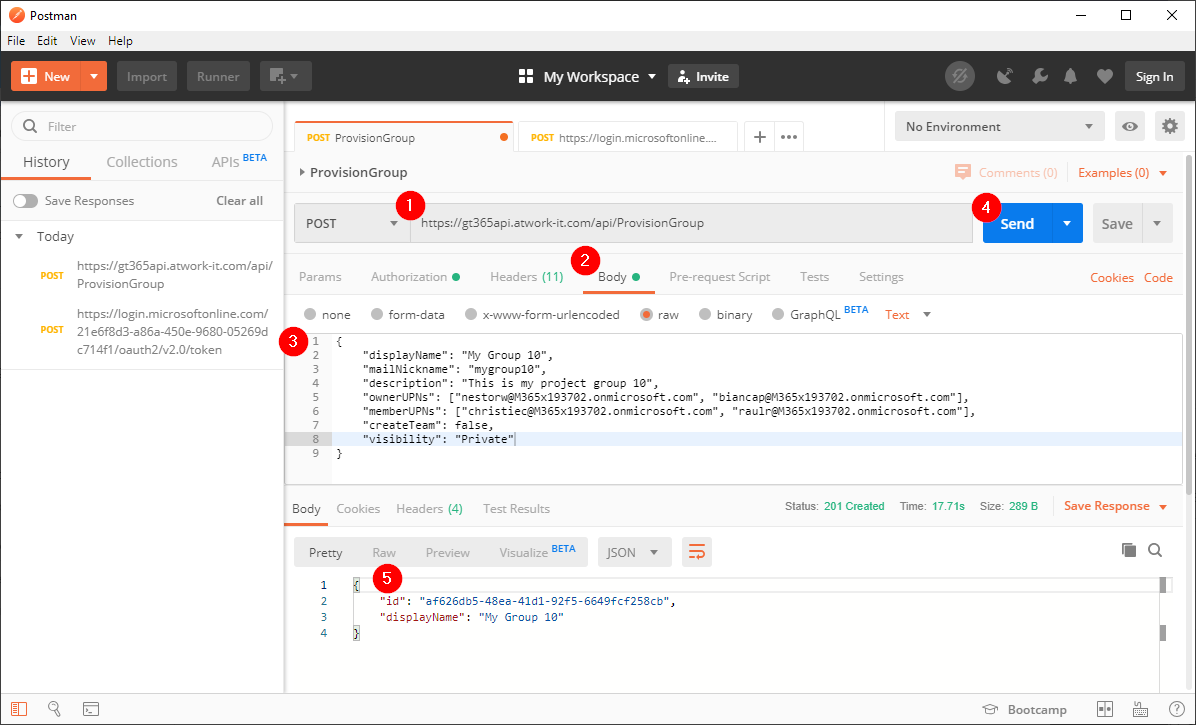 Postman
File Edit View Help
New Import Runner My Workspace Invite Sign In
Filter
History Collections APIs BETA
Save Responses Clear all
Today
POST https://gt365api.atwork-it.com/api/
ProvisionGroup
POST https://login.microsoftonline.com/
21e6f8d3-a86a-450e-9680-05269d
c714f1/oauth2/v2.0/token
POST ProvisionGroup POST https://login.microsoftonline.... + ••• No Environment
ProvisionGroup Comments (0) Examples (0)
1 2 3 4 5
POST https://gt365api.atwork-it.com/api/ProvisionGroup Send Save
Params Authorization Headers (11) Body Pre-request Script Tests Settings Cookies Code
none form-data x-www-form-urlencoded raw binary GraphQL BETA Text
1 {
2 "displayName": "My Group 10",
3 "mailNickname": "mygroup10",
4 "description": "This is my project group 10",
5 "ownerUPNs": ["nestorw@M365x193702.onmicrosoft.com", "biancap@M365x193702.onmicrosoft.com"],
6 "memberUPNs": ["christiec@M365x193702.onmicrosoft.com", "raulr@M365x193702.onmicrosoft.com"],
7 "createTeam": false,
8 "visibility": "Private"
9 }
Body Cookies Headers (4) Test Results Status: 201 Created Time: 17.71s Size: 289 B Save Response
Pretty Raw Preview Visualize BETA JSON
1 {
2 "id": "af626db5-48ea-41d1-92f5-6649fcf258cb",
3 "displayName": "My Group 10"
4 }
Bootcamp ?